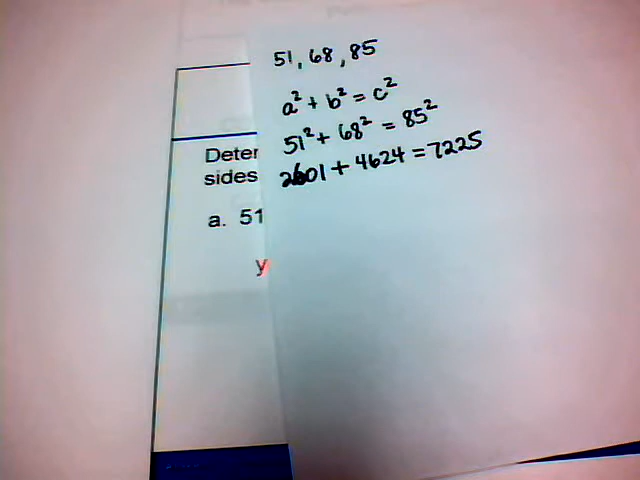 51, 68, 85
a² + b² = c²
51² + 68² = 85²
2601 + 4624 = 7225
Deter
sides
a. 51
y